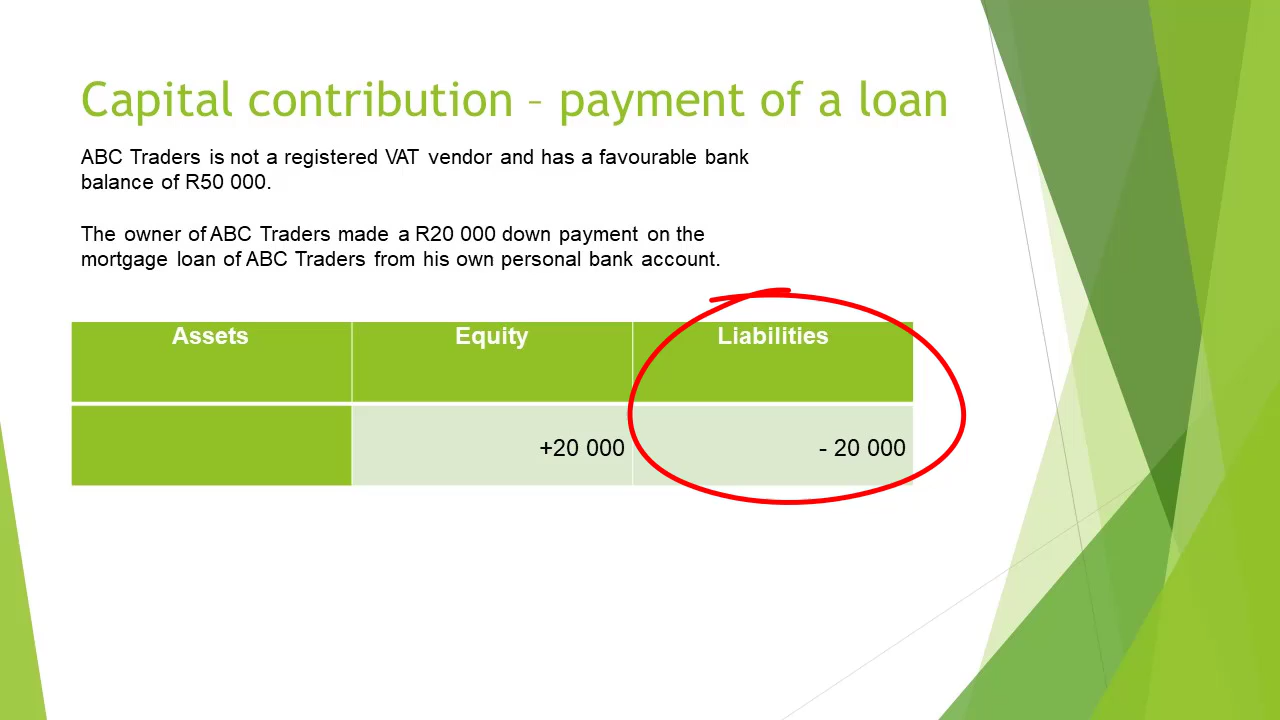 Capital contribution – payment of a loan
ABC Traders is not a registered VAT vendor and has a favourable bank
balance of R50 000.
The owner of ABC Traders made a R20 000 down payment on the
mortgage loan of ABC Traders from his own personal bank account.
Assets Equity Liabilities
+20 000 - 20 000